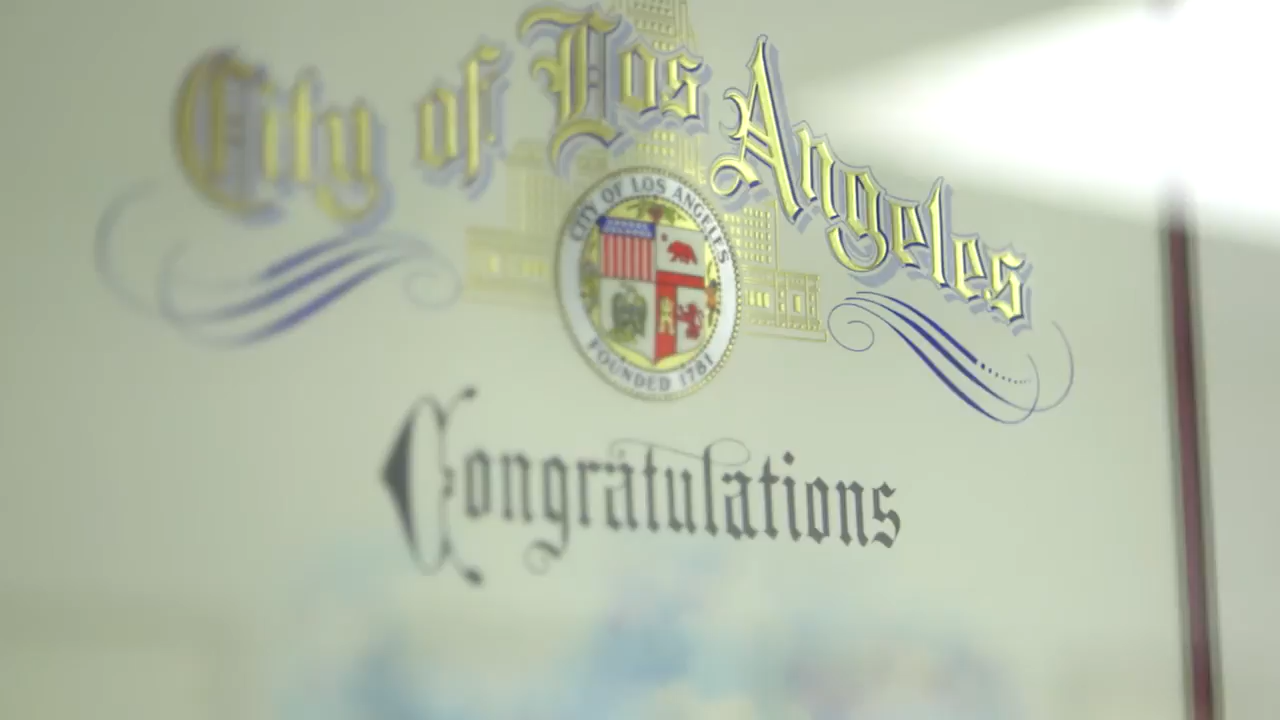 City of Los Angeles
CITY OF LOS ANGELES
FOUNDED 1781
Congratulations